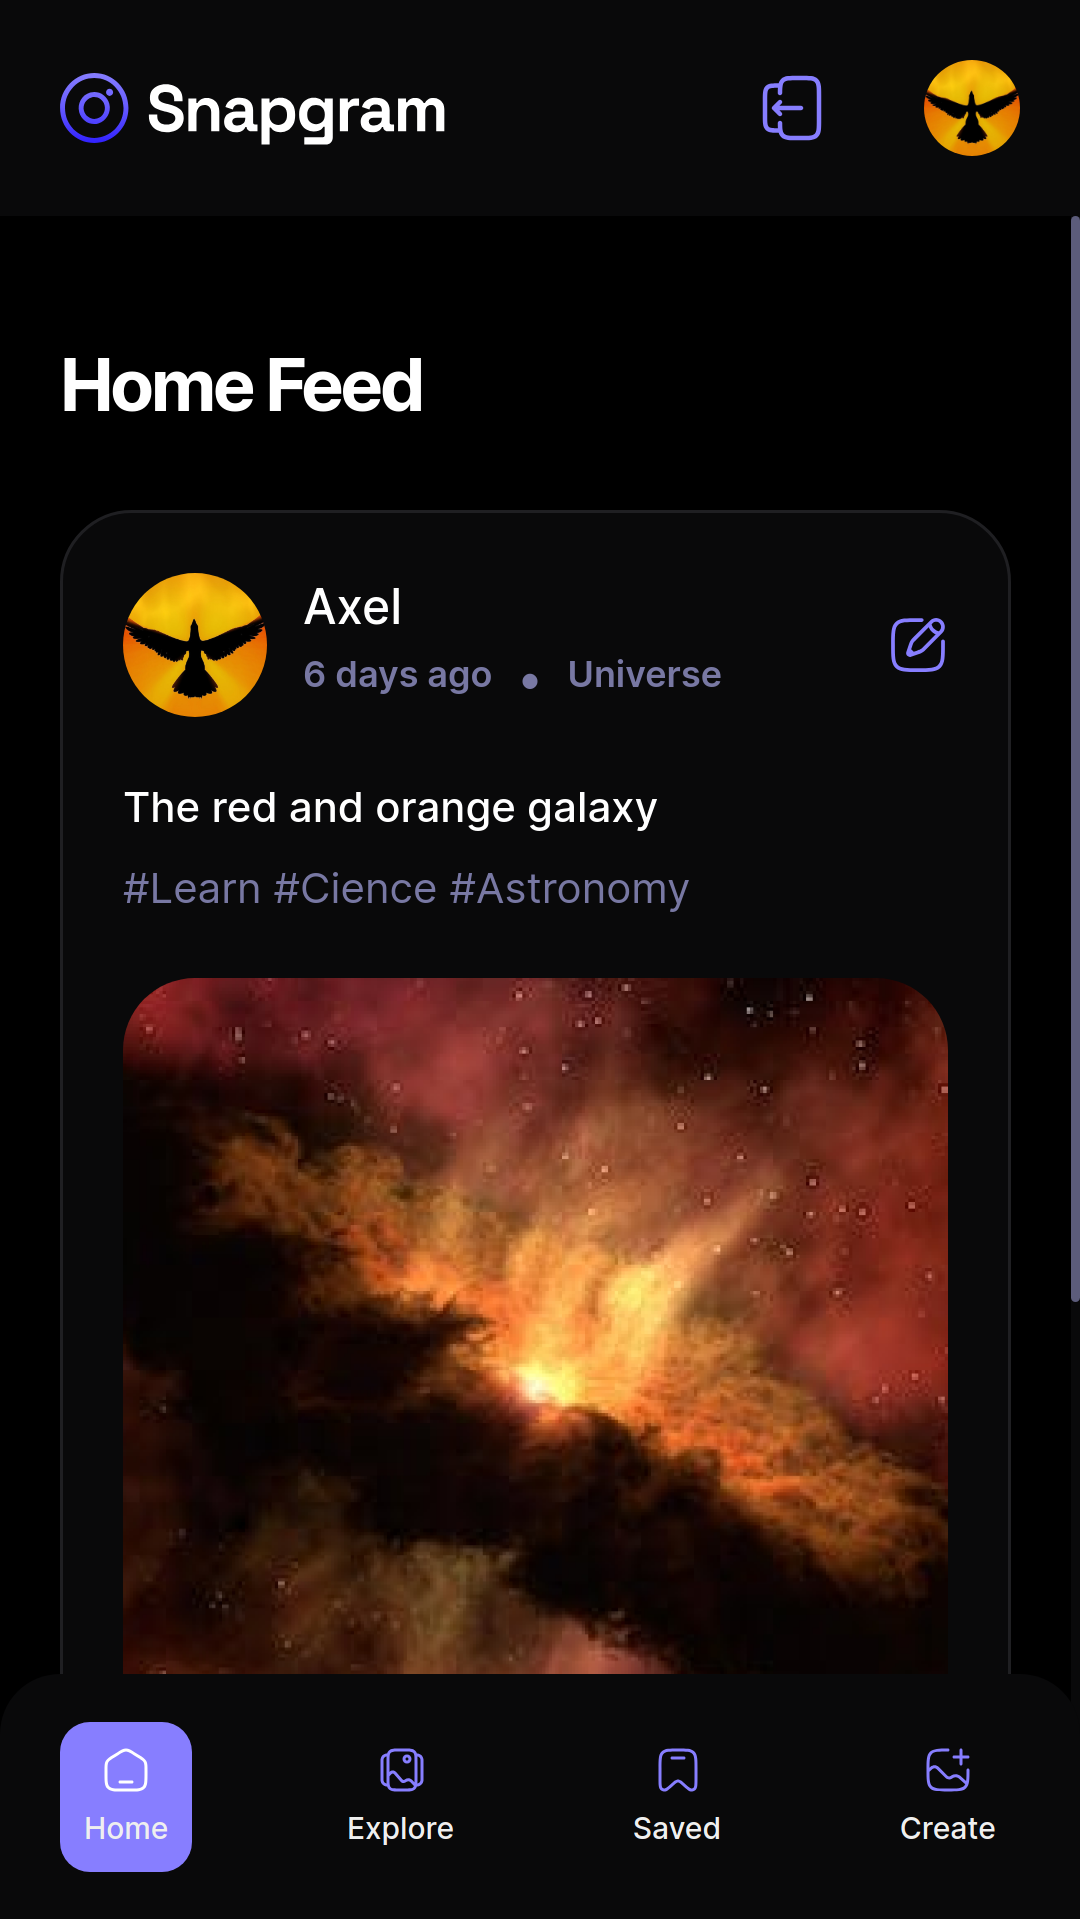 Snapgram
Home Feed
Axel
6 days ago • Universe
The red and orange galaxy
#Learn #Cience #Astronomy
Home Explore Saved Create